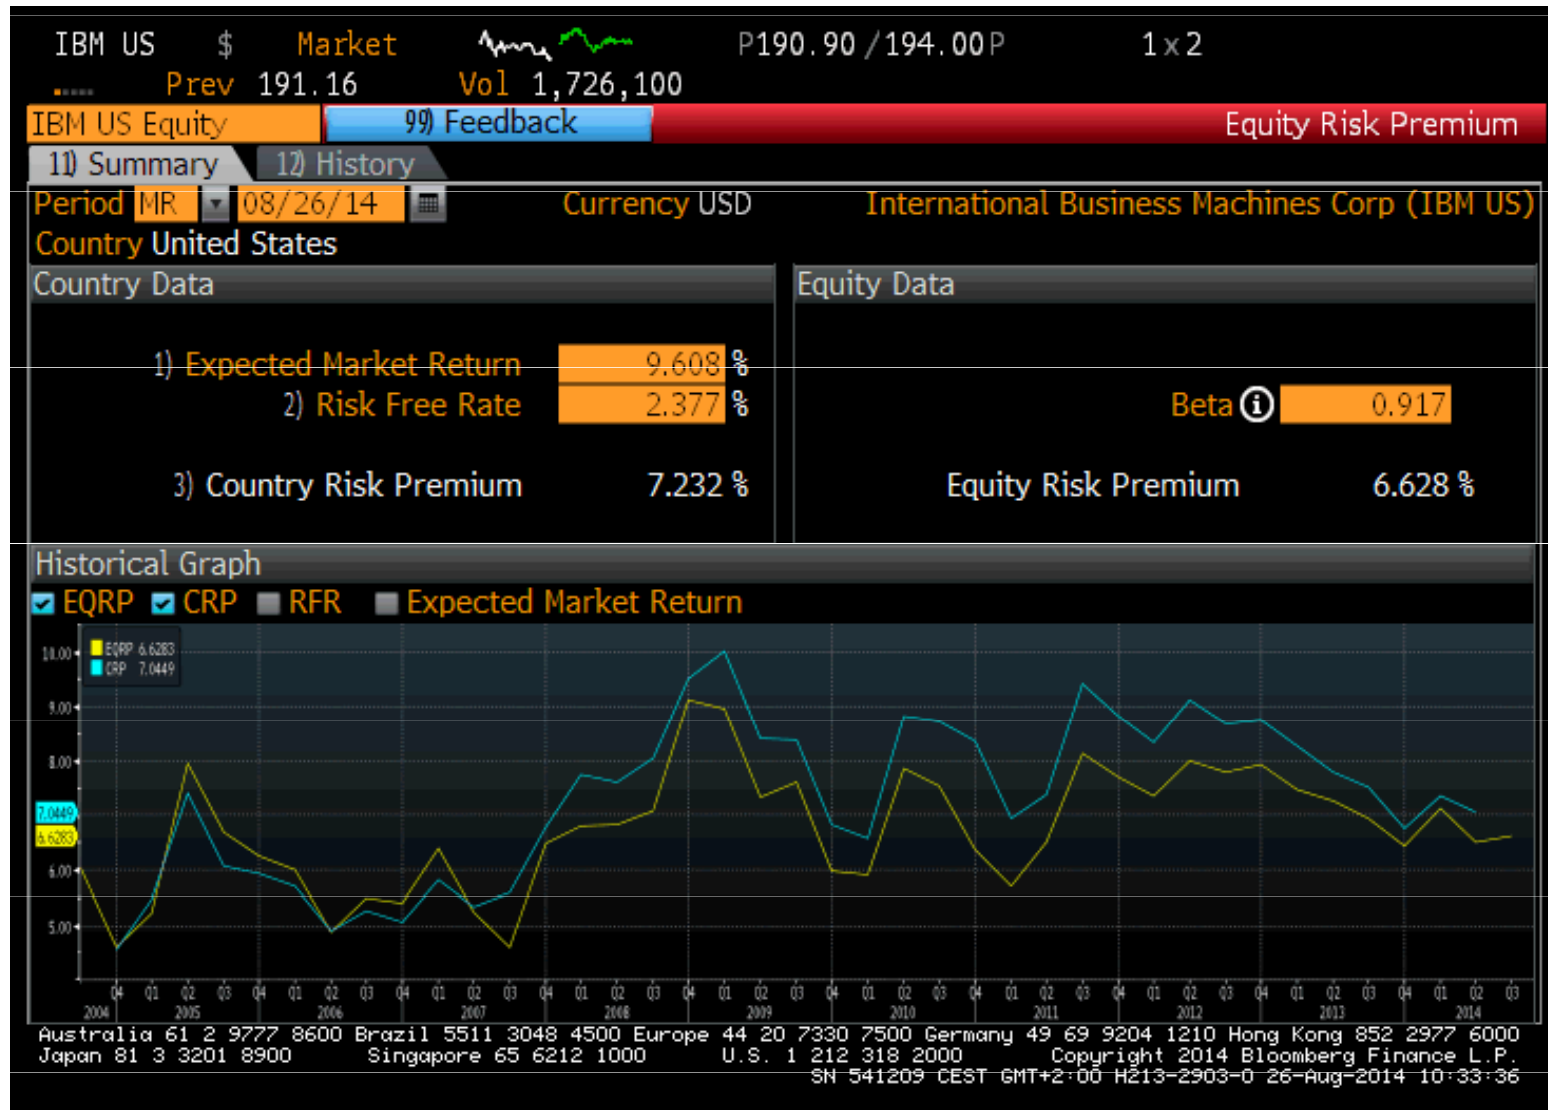 IBM US $ Market P190.90/194.00P 1x2
Prev 191.16 Vol 1,726,100
IBM US Equity 99) Feedback Equity Risk Premium
11) Summary 12) History
Period MR 08/26/14 Currency USD International Business Machines Corp (IBM US)
Country United States
Country Data Equity Data
1) Expected Market Return 9.608 %
2) Risk Free Rate 2.377 % Beta 0.917
3) Country Risk Premium 7.232 % Equity Risk Premium 6.628 %
Historical Graph
EQRP CRP RFR Expected Market Return
EQRP 6.6283
CRP 7.0449
10.00
9.00
8.00
7.0449
6.6283
6.00
5.00
Q4 Q1 Q2 Q3 Q4 Q1 Q2 Q3 Q4 Q1 Q2 Q3 Q4 Q1 Q2 Q3 Q4 Q1 Q2 Q3 Q4 Q1 Q2 Q3 Q4 Q1 Q2 Q3 Q4 Q1 Q2 Q3 Q4 Q1 Q2 Q3 Q4 Q1 Q2 Q3
2004 2005 2006 2007 2008 2009 2010 2011 2012 2013 2014
Australia 61 2 9777 8600 Brazil 5511 3048 4500 Europe 44 20 7330 7500 Germany 49 69 9204 1210 Hong Kong 852 2977 6000
Japan 81 3 3201 8900 Singapore 65 6212 1000 U.S. 1 212 318 2000 Copyright 2014 Bloomberg Finance L.P.
SN 541209 CEST GMT+2:00 H213-2903-0 26-Aug-2014 10:33:36